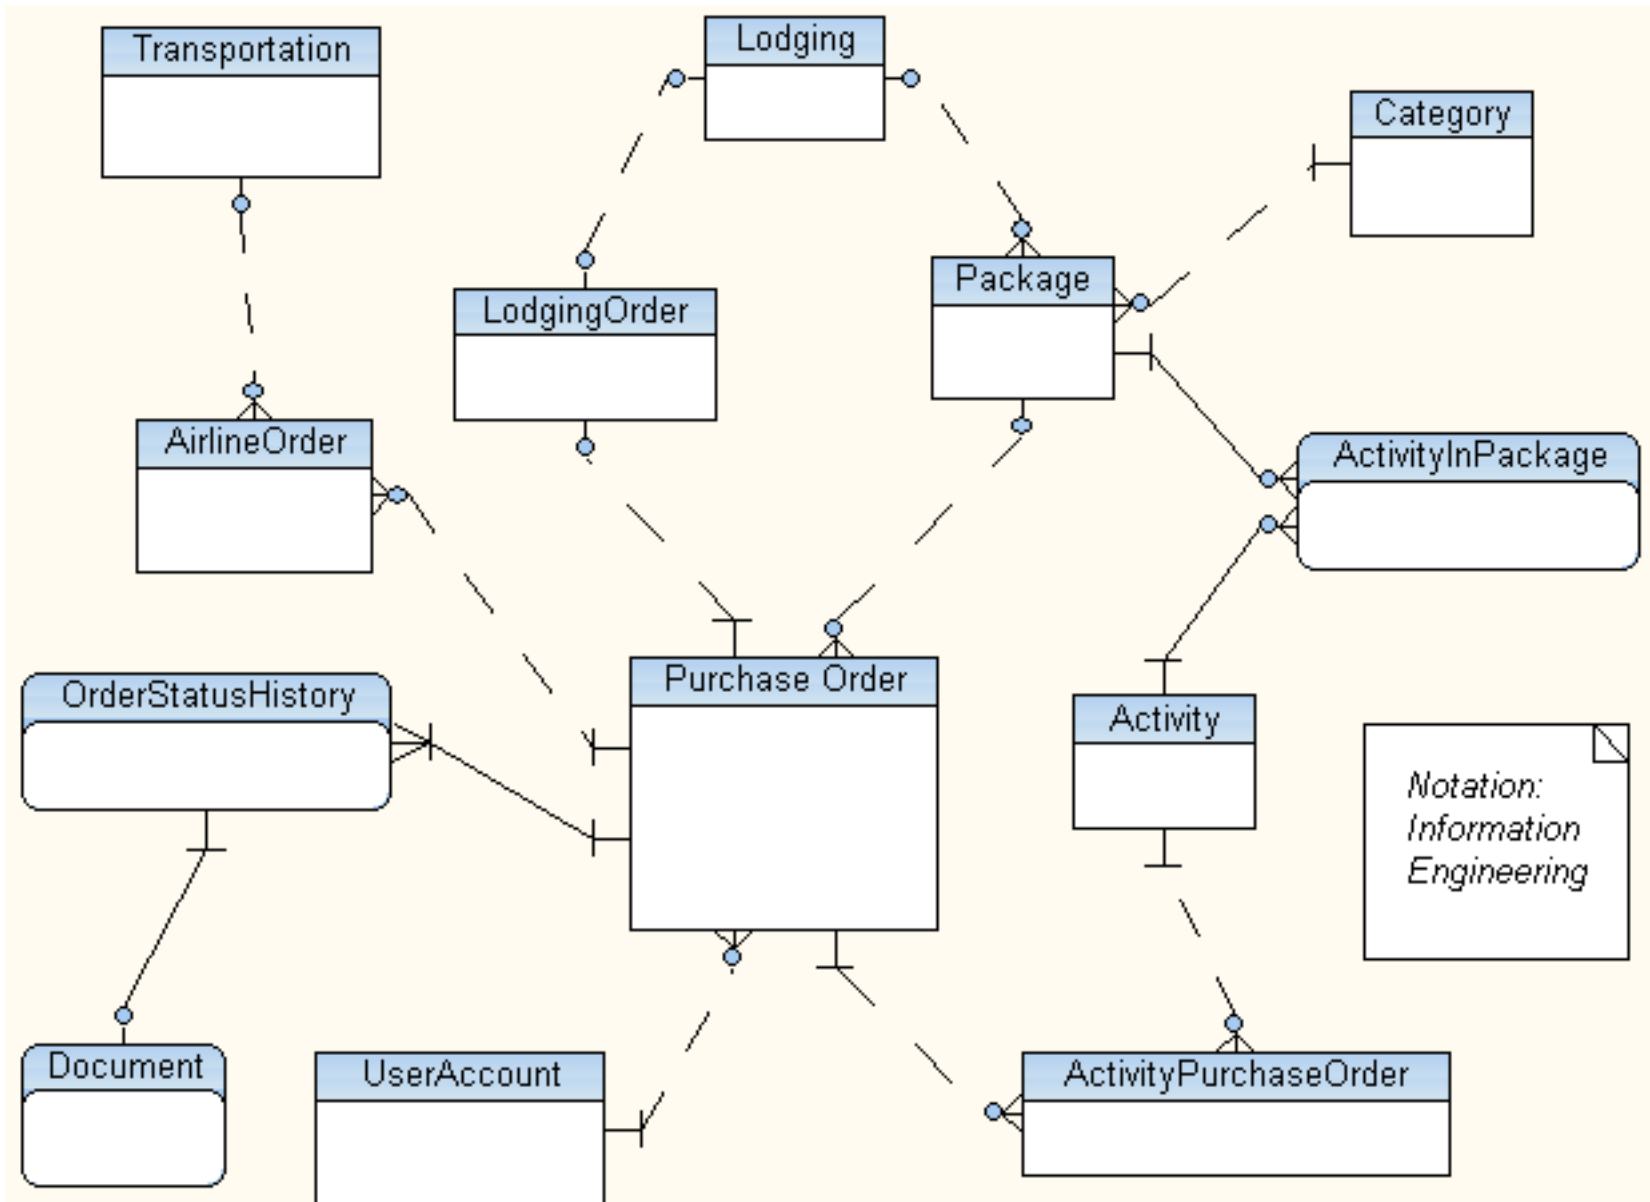 Transportation
Lodging
Category
Package
LodgingOrder
AirlineOrder
ActivityInPackage
Purchase Order
OrderStatusHistory
Activity
Notation:
Information
Engineering
Document
UserAccount
ActivityPurchaseOrder